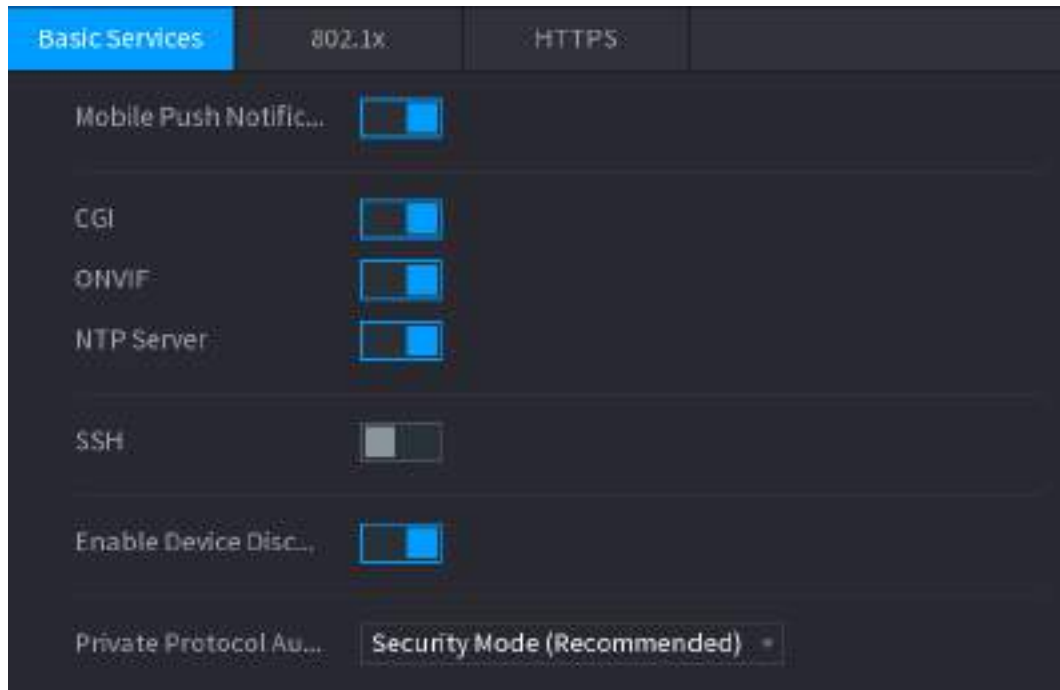 Basic Services 802.1x HTTPS
Mobile Push Notific...
CGI
ONVIF
NTP Server
SSH
Enable Device Disc...
Private Protocol Au... Security Mode (Recommended)